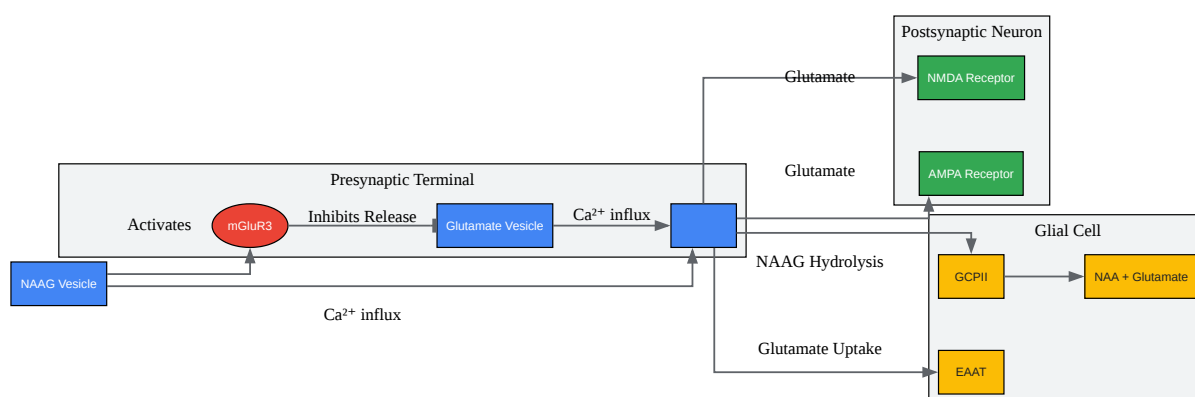 Postsynaptic Neuron
Glutamate
NMDA Receptor
Glutamate
AMPA Receptor
Presynaptic Terminal
Activates
mGluR3
Inhibits Release
Glutamate Vesicle
Ca²⁺ influx
Glial Cell
NAAG Vesicle
NAAG Hydrolysis
GCPII
NAA + Glutamate
Ca²⁺ influx
Glutamate Uptake
EAAT